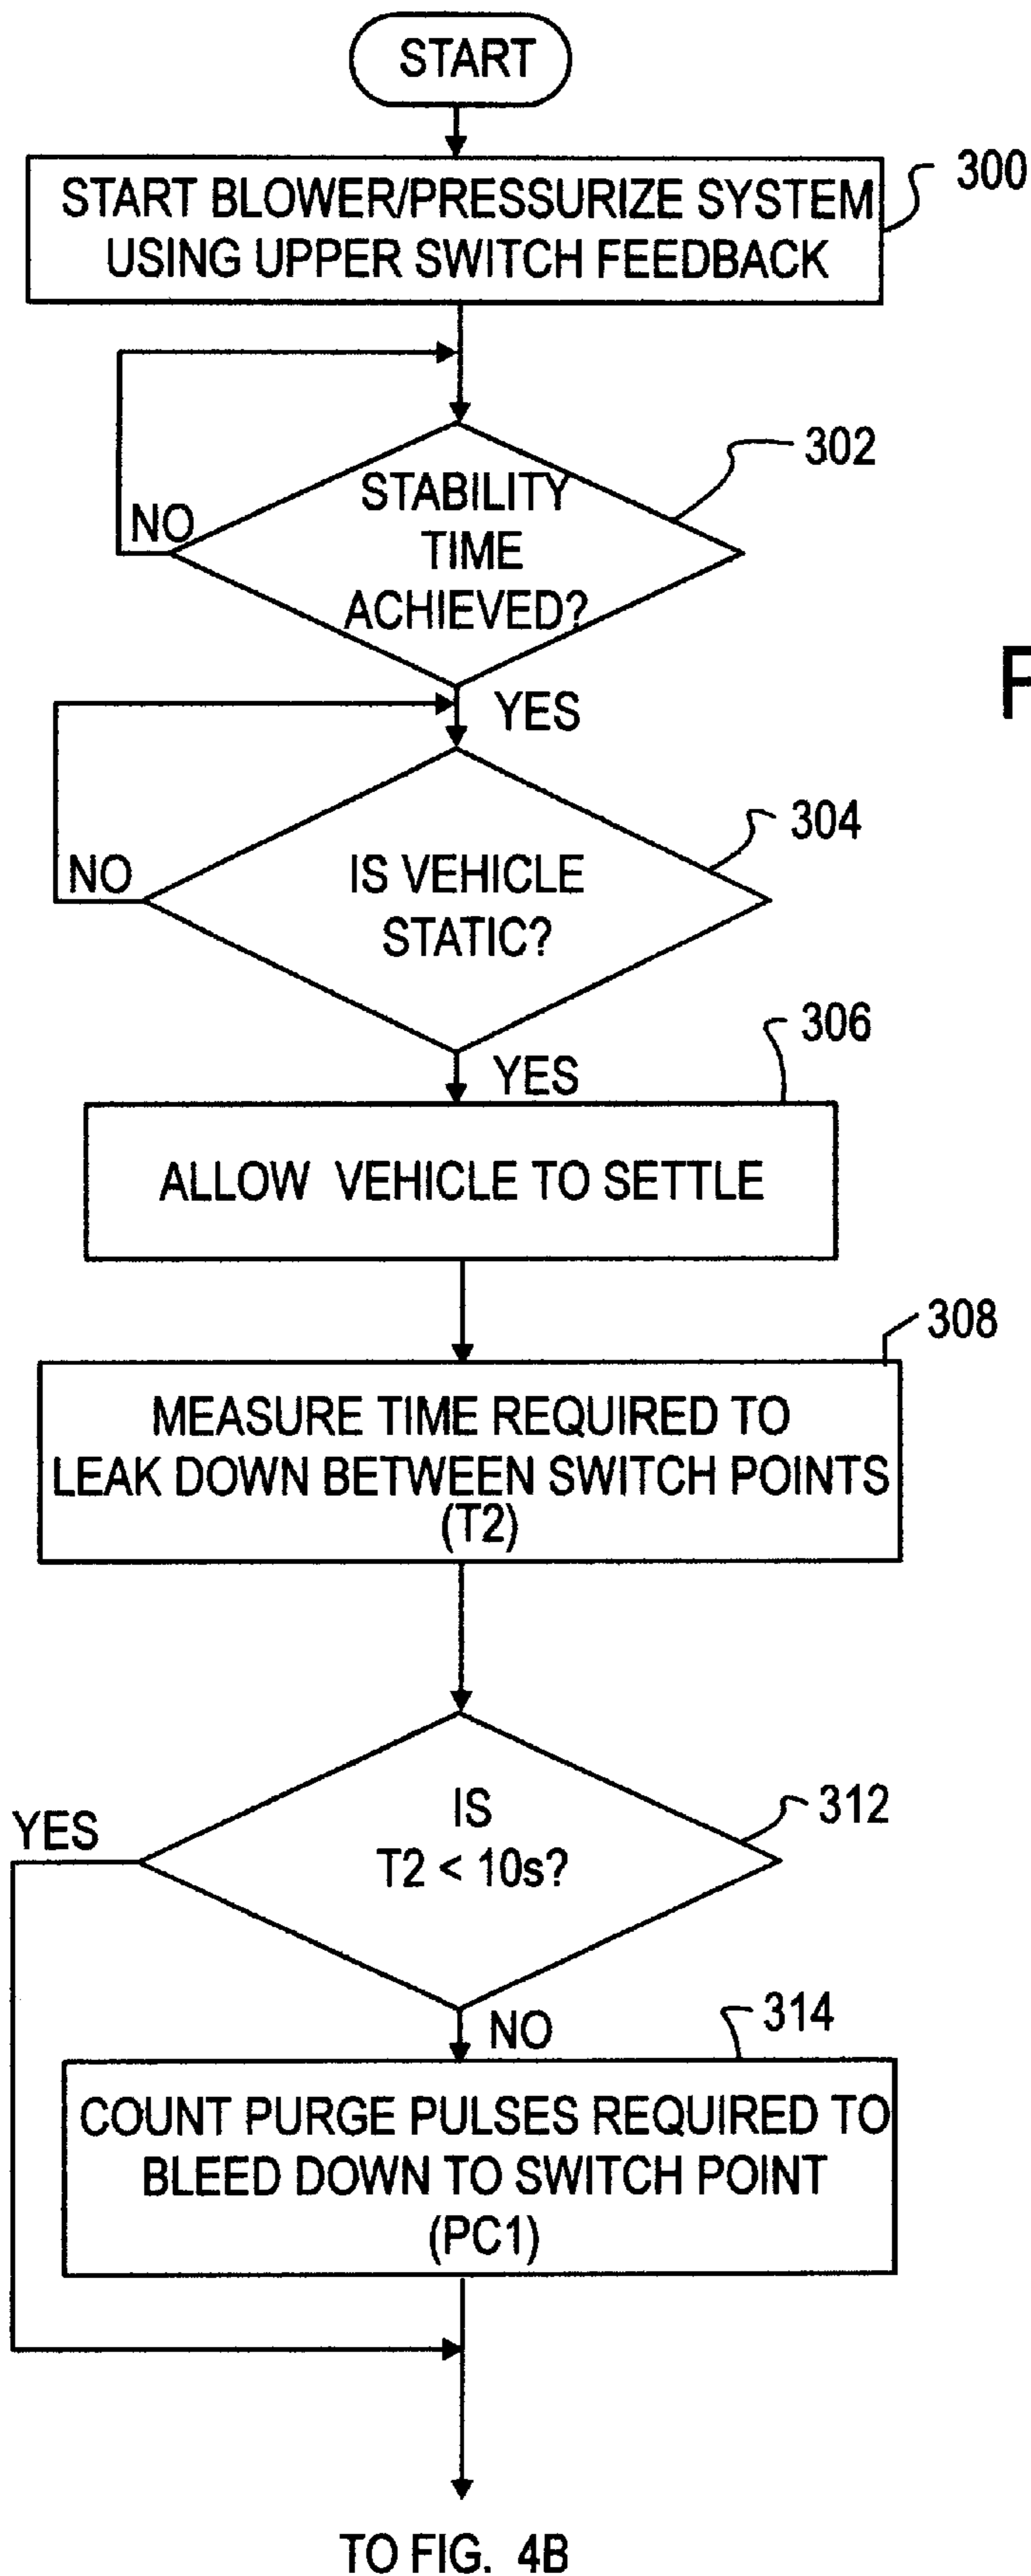 START
START BLOWER/PRESSURIZE SYSTEM
USING UPPER SWITCH FEEDBACK
300
302
STABILITY
TIME
ACHIEVED?
NO
YES
304
IS VEHICLE
STATIC?
NO
YES
306
ALLOW VEHICLE TO SETTLE
308
MEASURE TIME REQUIRED TO
LEAK DOWN BETWEEN SWITCH POINTS
(T2)
312
IS
T2 < 10s?
YES
NO
314
COUNT PURGE PULSES REQUIRED TO
BLEED DOWN TO SWITCH POINT
(PC1)
TO FIG. 4B